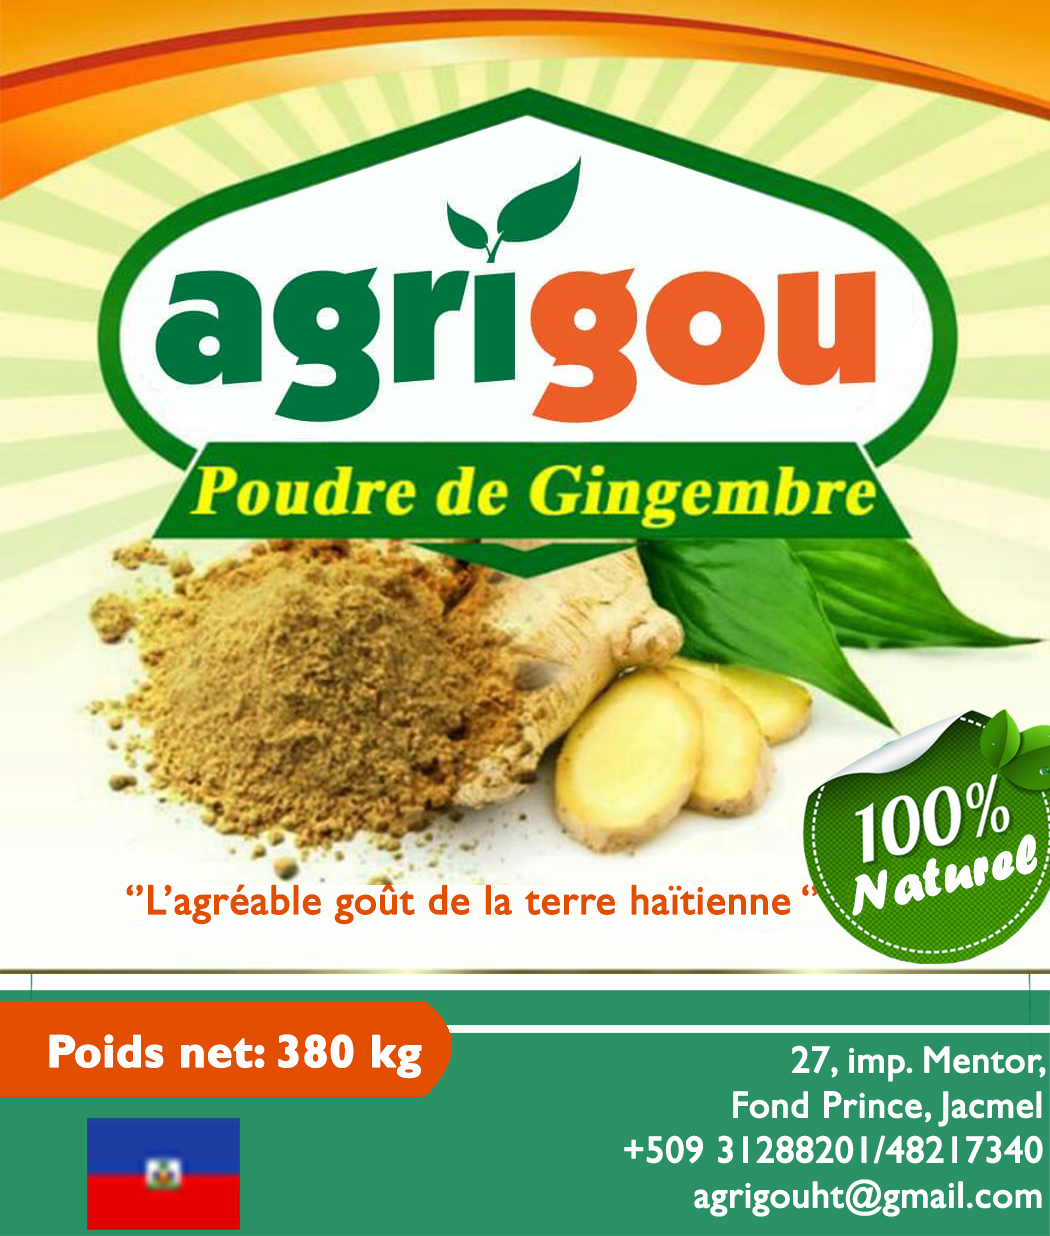 agrigou
Poudre de Gingembre
100%
Naturel
‘’L’agréable goût de la terre haïtienne ‘’
Poids net: 380 kg
27, imp. Mentor,
Fond Prince, Jacmel
+509 31288201/48217340
agrigouht@gmail.com